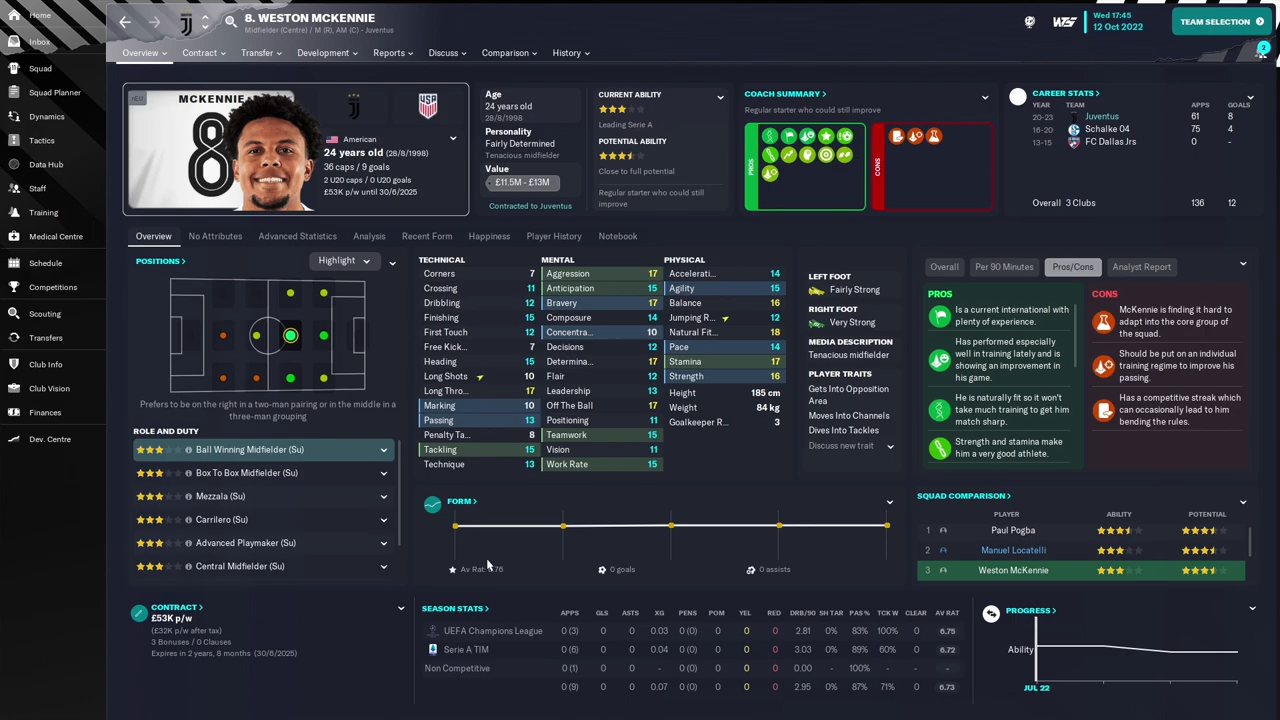 Home
Inbox
Squad
Squad Planner
Dynamics
Tactics
Data Hub
Staff
Training
Medical Centre
Schedule
Competitions
Scouting
Transfers
Club Info
Club Vision
Finances
Dev. Centre
8. WESTON MCKENNIE
Midfielder (Centre) / M (R), AM (C) - Juventus
Wed 17:45
12 Oct 2022
TEAM SELECTION
2
Overview
Contract
Transfer
Development
Reports
Discuss
Comparison
History
MCKENNIE
8
American
24 years old (28/8/1998)
36 caps / 9 goals
2 U20 caps / 0 U20 goals
£53K p/w until 30/6/2025
Age
24 years old
28/8/1998
Personality
Fairly Determined
Tenacious midfielder
Value
£11.5M - £13M
Contracted to Juventus
CURRENT ABILITY
Leading Serie A
POTENTIAL ABILITY
Close to full potential
Regular starter who could still improve
COACH SUMMARY >
Regular starter who could still improve
PROS
CONS
CAREER STATS >
YEAR TEAM APPS GOALS
20-23 Juventus 61 8
16-20 Schalke 04 75 4
13-15 FC Dallas Jrs 0 -
Overall 3 Clubs 136 12
Overview
No Attributes
Advanced Statistics
Analysis
Recent Form
Happiness
Player History
Notebook
POSITIONS >
Highlight
Prefers to be on the right in a two-man pairing or in the middle in a
three-man grouping
ROLE AND DUTY
Ball Winning Midfielder (Su)
Box To Box Midfielder (Su)
Mezzala (Su)
Carrilero (Su)
Advanced Playmaker (Su)
Central Midfielder (Su)
TECHNICAL
Corners 7
Crossing 11
Dribbling 12
Finishing 15
First Touch 12
Free Kick... 7
Heading 15
Long Shots 10
Long Thro... 17
Marking 10
Passing 13
Penalty Ta... 8
Tackling 15
Technique 13
MENTAL
Aggression 17
Anticipation 15
Bravery 17
Composure 14
Concentra... 10
Decisions 12
Determina... 17
Flair 12
Leadership 13
Off The Ball 17
Positioning 11
Teamwork 15
Vision 11
Work Rate 15
PHYSICAL
Accelerati... 14
Agility 15
Balance 16
Jumping R... 12
Natural Fit... 18
Pace 14
Stamina 17
Strength 16
Height 185 cm
Weight 84 kg
Goalkeeper R... 3
LEFT FOOT
Fairly Strong
RIGHT FOOT
Very Strong
MEDIA DESCRIPTION
Tenacious midfielder
PLAYER TRAITS
Gets Into Opposition
Area
Moves Into Channels
Dives Into Tackles
Discuss new trait
Overall
Per 90 Minutes
Pros/Cons
Analyst Report
PROS
Is a current international with
plenty of experience.
Has performed especially
well in training lately and is
showing an improvement in
his game.
He is naturally fit so it won't
take much training to get him
match sharp.
Strength and stamina make
him a very good athlete.
CONS
McKennie is finding it hard to
adapt into the core group of
the squad.
Should be put on an individual
training regime to improve his
passing.
Has a competitive streak which
can occasionally lead to him
bending the rules.
FORM >
Av Rat
76
0 goals
0 assists
SQUAD COMPARISON >
PLAYER ABILITY POTENTIAL
1 Paul Pogba
2 Manuel Locatelli
3 Weston McKennie
CONTRACT >
£53K p/w
(£32K p/w after tax)
3 Bonuses / 0 Clauses
Expires in 2 years, 8 months (30/6/2025)
SEASON STATS > APPS GLS ASTS XG PENS POM YEL RED DRB/90 SH TAR PAS % TCK W CLEAR AV RAT
UEFA Champions League 0 (3) 0 0 0.03 0 (0) 0 0 0 2.81 0% 83% 100% 0 6.75
Serie A TIM 0 (6) 0 0 0.04 0 (0) 0 0 0 3.03 0% 89% 60% 0 6.72
Non Competitive 0 (1) 0 0 - 0 (0) 0 0 0 0.00 0% 100% - - -
0 (9) 0 0 0.07 0 (0) 0 0 0 2.95 0% 87% 71% 0 6.73
PROGRESS >
Ability
JUL 22